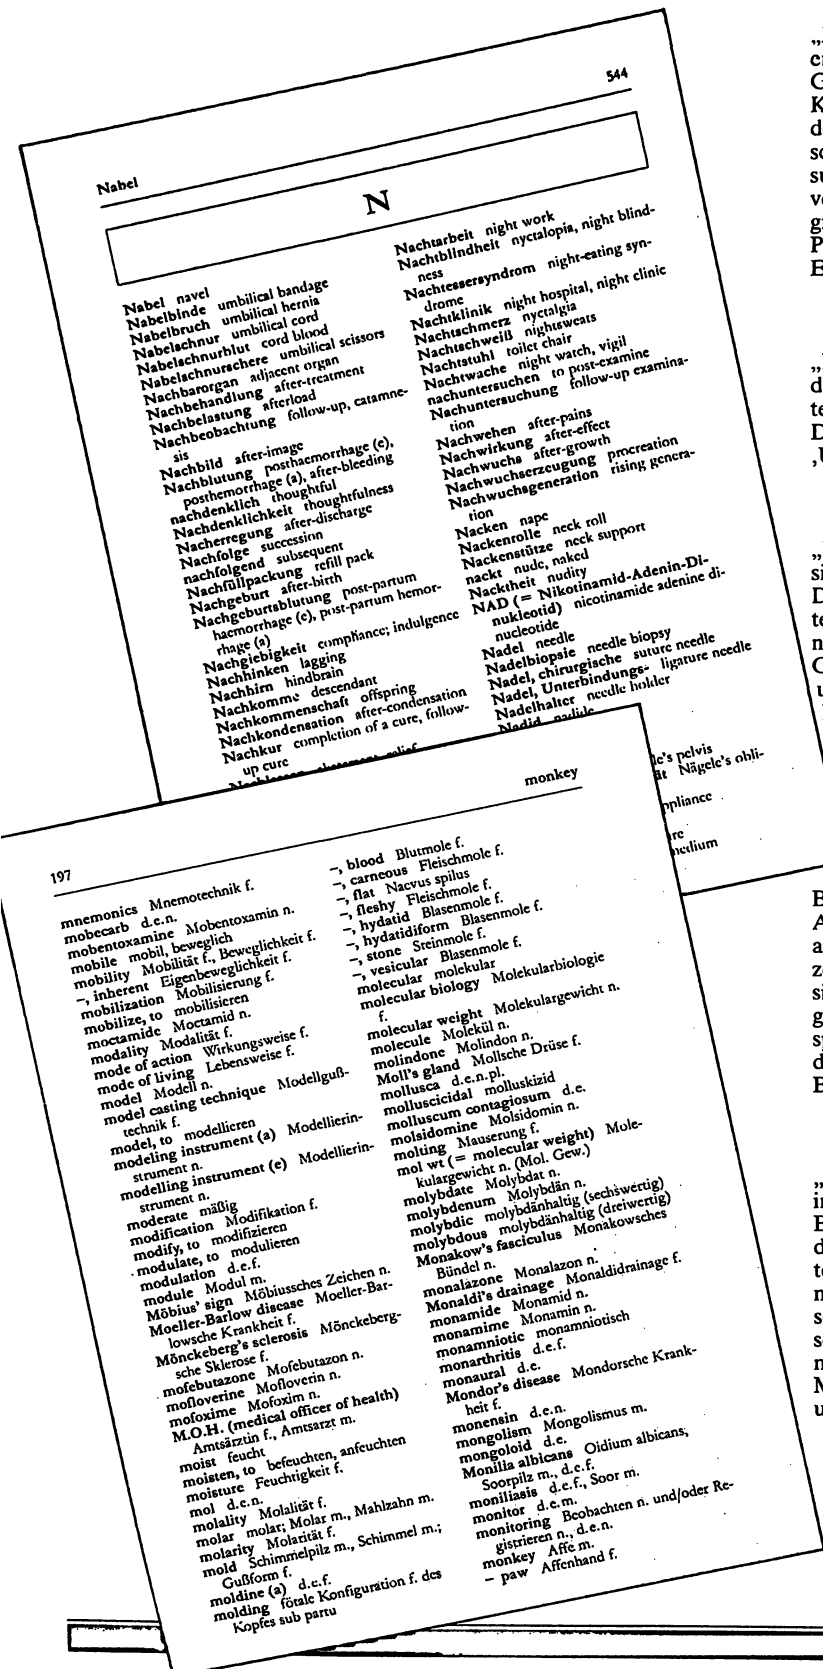 544
Nabel
N
Nabel navel
Nabelbinde umbilical bandage
Nabelbruch umbilical hernia
Nabelschnur umbilical cord
Nabelschnurblut cord blood
Nabelschnurschere umbilical scissors
Nachbarorgan adjacent organ
Nachbehandlung after-treatment
Nachbelastung afterload
Nachbeobachtung follow-up, catamne-
sis
Nachbild after-image
Nachblutung posthaemorrhage (e),
posthemorrhage (a), after-bleeding
nachdenklich thoughtful
Nachdenklichkeit thoughtfulness
Nacherregung after-discharge
Nachfolge succession
nachfolgend subsequent
Nachfüllpackung refill pack
Nachgeburt after-birth
Nachgeburtsblutung post-partum
haemorrhage (e), post-partum hemor-
rhage (a)
Nachgiebigkeit compliance; indulgence
Nachhinken lagging
Nachhirn hindbrain
Nachkomme descendant
Nachkommenschaft offspring
Nachkondensation after-condensation
Nachkur completion of a cure, follow-
up cure
Nachtarbeit night work
Nachtblindheit nyctalopia, night blind-
ness
Nachtessersyndrom night-eating syn-
drome
Nachtklinik night hospital, night clinic
Nachtschmerz nyctalgia
Nachtschweiß nightsweats
Nachtstuhl toilet chair
Nachtwache night watch, vigil
nachuntersuchen to post-examine
Nachuntersuchung follow-up examina-
tion
Nachwehen after-pains
Nachwirkung after-effect
Nachwuchs after-growth
Nachwuchserzeugung procreation
Nachwuchsgeneration rising genera-
tion
Nacken nape
Nackenrolle neck roll
Nackenstütze neck support
nackt nude, naked
Nacktheit nudity
NAD (= Nikotinamid-Adenin-Di-
nukleotid) nicotinamide adenine di-
nucleotide
Nadel needle
Nadelbiopsie needle biopsy
Nadel, chirurgische suture needle
Nadel, Unterbindungs- ligature needle
Nadelhalter needle holder
Nadid nadide
pelvis
Nägele's obli-
197
monkey
mnemonics Mnemotechnik f.
mobecarb d.e.n.
mobentoxamine Mobentoxamin n.
mobile mobil, beweglich
mobility Mobilität f., Beweglichkeit f.
–, inherent Eigenbeweglichkeit f.
mobilization Mobilisierung f.
mobilize, to mobilisieren
moctamide Moctamid n.
modality Modalität f.
mode of action Wirkungsweise f.
mode of living Lebensweise f.
model Modell n.
model casting technique Modellguß-
technik f.
model, to modellieren
modeling instrument (a) Modellierin-
strument n.
modelling instrument (e) Modellierin-
strument n.
moderate mäßig
modification Modifikation f.
modify, to modifizieren
modulate, to modulieren
modulation d.e.f.
module Modul m.
Möbius' sign Möbiussches Zeichen n.
Moeller-Barlow disease Moeller-Bar-
lowsche Krankheit f.
Mönckeberg's sclerosis Mönckeberg-
sche Sklerose f.
mofebutazone Mofebutazon n.
mofloverine Mofloverin n.
mofoxime Mofoxim n.
M.O.H. (medical officer of health)
Amtsärztin f., Amtsarzt m.
moist feucht
moisten, to befeuchten, anfeuchten
moisture Feuchtigkeit f.
mol d.e.n.
molality Molalität f.
molar molar; Molar m., Mahlzahn m.
molarity Molarität f.
mold Schimmelpilz m., Schimmel m.;
Gußform f.
moldine (a) d.e.f.
molding fötale Konfiguration f. des
Kopfes sub partu
–, blood Blutmole f.
–, carneous Fleischmole f.
–, flat Naevus spilus
–, fleshy Fleischmole f.
–, hydatid Blasenmole f.
–, hydatidiform Blasenmole f.
–, stone Steinmole f.
–, vesicular Blasenmole f.
molecular molekular
molecular biology Molekularbiologie
f.
molecular weight Molekulargewicht n.
molecule Molekül n.
molindone Molindon n.
Moll's gland Mollsche Drüse f.
mollusca d.e.n.pl.
molluscicidal molluskizid
molluscum contagiosum d.e.
molsidomine Molsidomin n.
molting Mauserung f.
mol wt (= molecular weight) Mole-
kulargewicht n. (Mol. Gew.)
molybdate Molybdat n.
molybdenum Molybdän n.
molybdic molybdänhaltig (sechswertig)
molybdous molybdänhaltig (dreiwertig)
Monakow's fasciculus Monakowsches
Bündel n.
monalazone Monalazon n.
Monaldi's drainage Monaldidrainage f.
monamide Monamid n.
monamime Monamin n.
monamniotic monamniotisch
monarthritis d.e.f.
monaural d.e.
Mondor's disease Mondorsche Krank-
heit f.
monensin d.e.n.
mongolism Mongolismus m.
mongoloid d.e.
Monilia albicans Oidium albicans,
Soorpilz m., d.e.f.
moniliasis d.e.f., Soor m.
monitor d.e.m.
monitoring Beobachten n. und/oder Re-
gistrieren n., d.e.n.
monkey Affe m.
– paw Affenhand f.